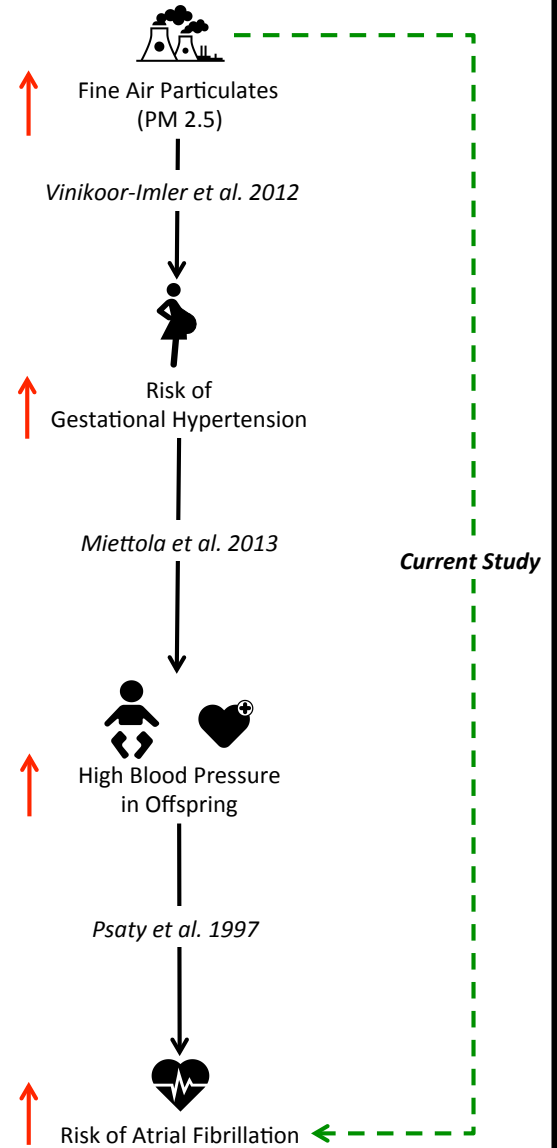 Fine Air Particulates
(PM 2.5)
Vinikoor-Imler et al. 2012
Risk of
Gestational Hypertension
Miettola et al. 2013
Current Study
High Blood Pressure
in Offspring
Psaty et al. 1997
Risk of Atrial Fibrillation